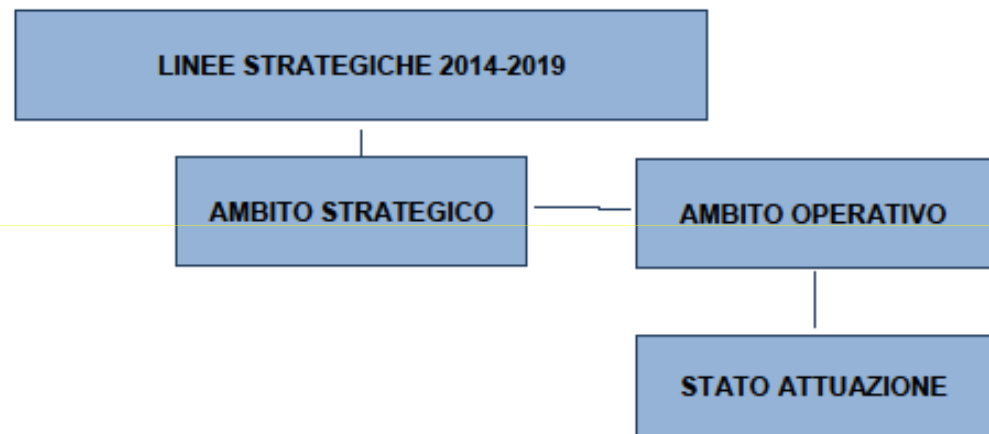 LINEE STRATEGICHE 2014-2019
AMBITO STRATEGICO
AMBITO OPERATIVO
STATO ATTUAZIONE